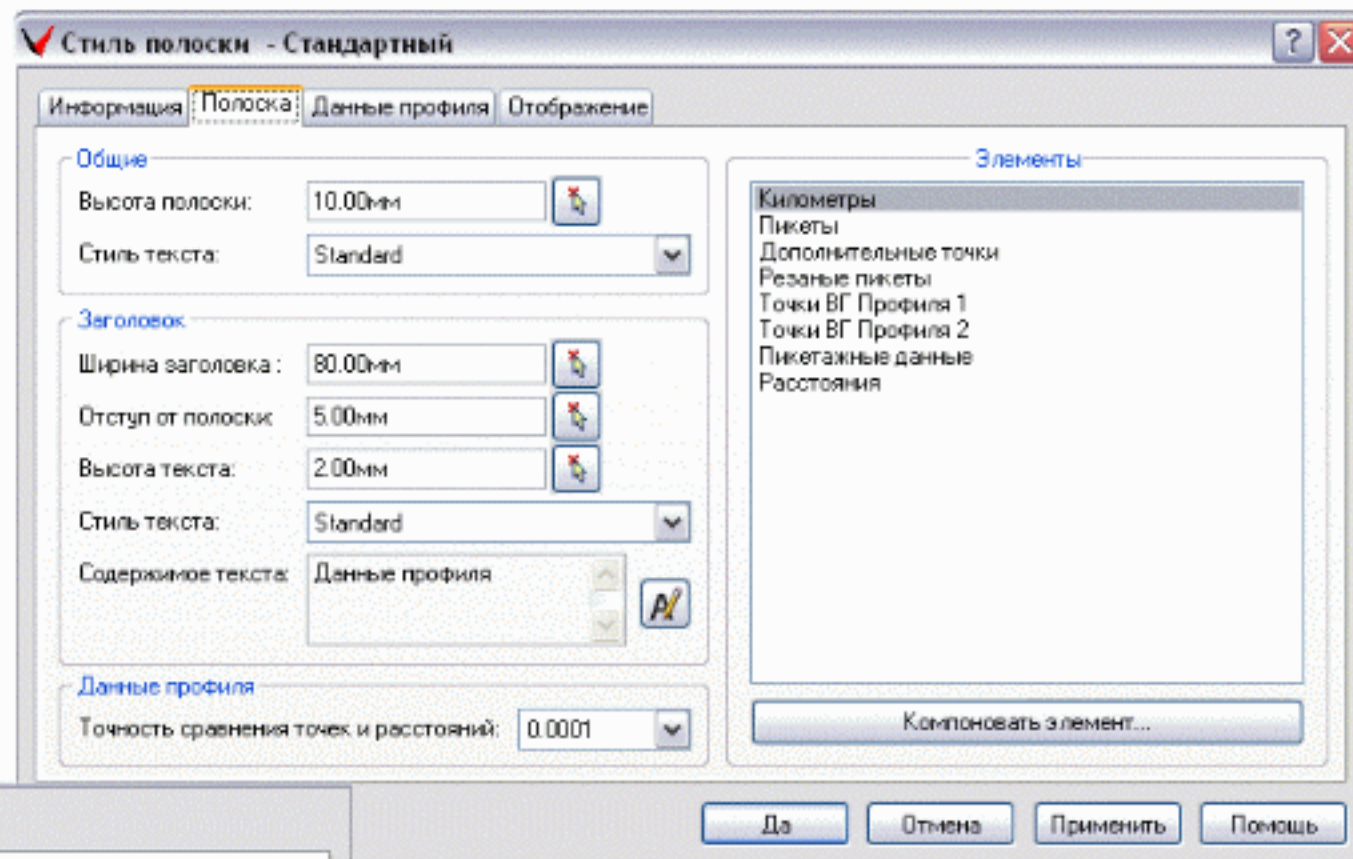 Стиль полоски - Стандартный
?
Информация Полоска Данные профиля Отображение
Общие
Высота полоски: 10.00мм
Стиль текста: Standard
Заголовок
Ширина заголовка : 80.00мм
Отступ от полоски: 5.00мм
Высота текста: 2.00мм
Стиль текста: Standard
Содержимое текста: Данные профиля
Данные профиля
Точность сравнения точек и расстояний: 0.0001
Элементы
Километры
Пикеты
Дополнительные точки
Резаные пикеты
Точки ВГ Профиля 1
Точки ВГ Профиля 2
Пикетажные данные
Расстояния
Компоновать элемент...
Да Отмена Применить Помощь